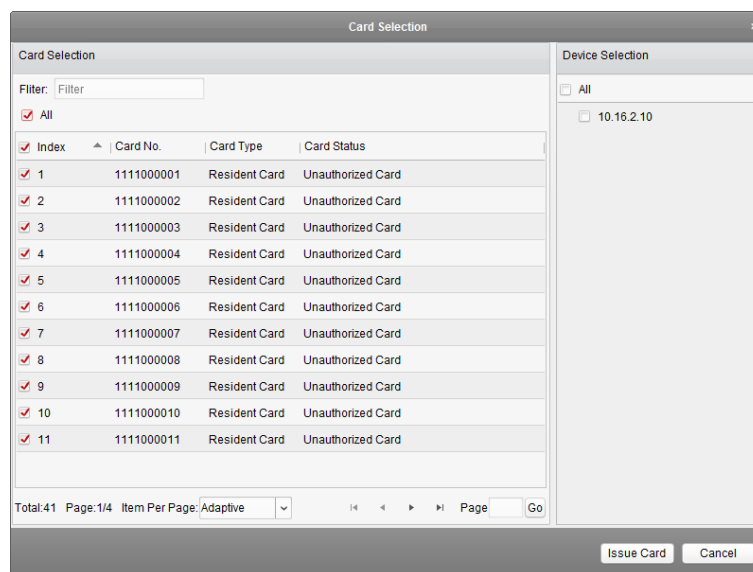 Card Selection
Card Selection
Device Selection
Fliter: Filter
All
All
10.16.2.10
Index Card No. Card Type Card Status
1 1111000001 Resident Card Unauthorized Card
2 1111000002 Resident Card Unauthorized Card
3 1111000003 Resident Card Unauthorized Card
4 1111000004 Resident Card Unauthorized Card
5 1111000005 Resident Card Unauthorized Card
6 1111000006 Resident Card Unauthorized Card
7 1111000007 Resident Card Unauthorized Card
8 1111000008 Resident Card Unauthorized Card
9 1111000009 Resident Card Unauthorized Card
10 1111000010 Resident Card Unauthorized Card
11 1111000011 Resident Card Unauthorized Card
Total:41 Page:1/4 Item Per Page: Adaptive Page Go
Issue Card Cancel